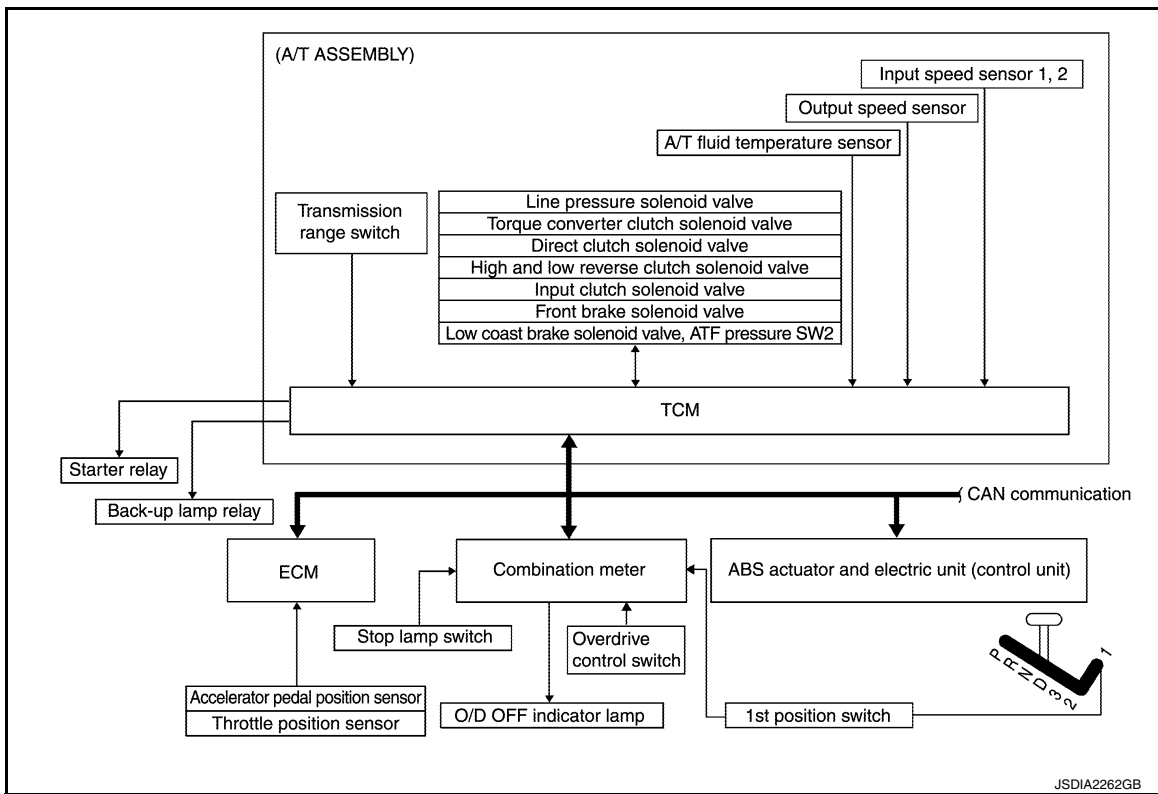 (A/T ASSEMBLY)
Input speed sensor 1, 2
Output speed sensor
A/T fluid temperature sensor
Transmission
range switch
Line pressure solenoid valve
Torque converter clutch solenoid valve
Direct clutch solenoid valve
High and low reverse clutch solenoid valve
Input clutch solenoid valve
Front brake solenoid valve
Low coast brake solenoid valve, ATF pressure SW2
TCM
Starter relay
Back-up lamp relay
CAN communication
ECM
Combination meter
ABS actuator and electric unit (control unit)
Stop lamp switch
Overdrive
control switch
P R N D 3 2 1
Accelerator pedal position sensor
Throttle position sensor
O/D OFF indicator lamp
1st position switch
JSDIA2262GB